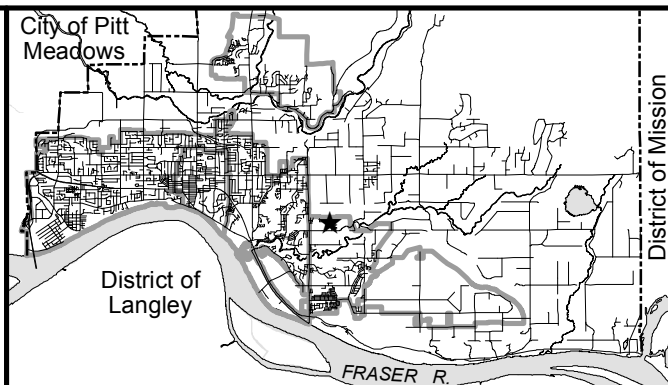 City of Pitt
Meadows
District of Mission
District of
Langley
FRASER R.